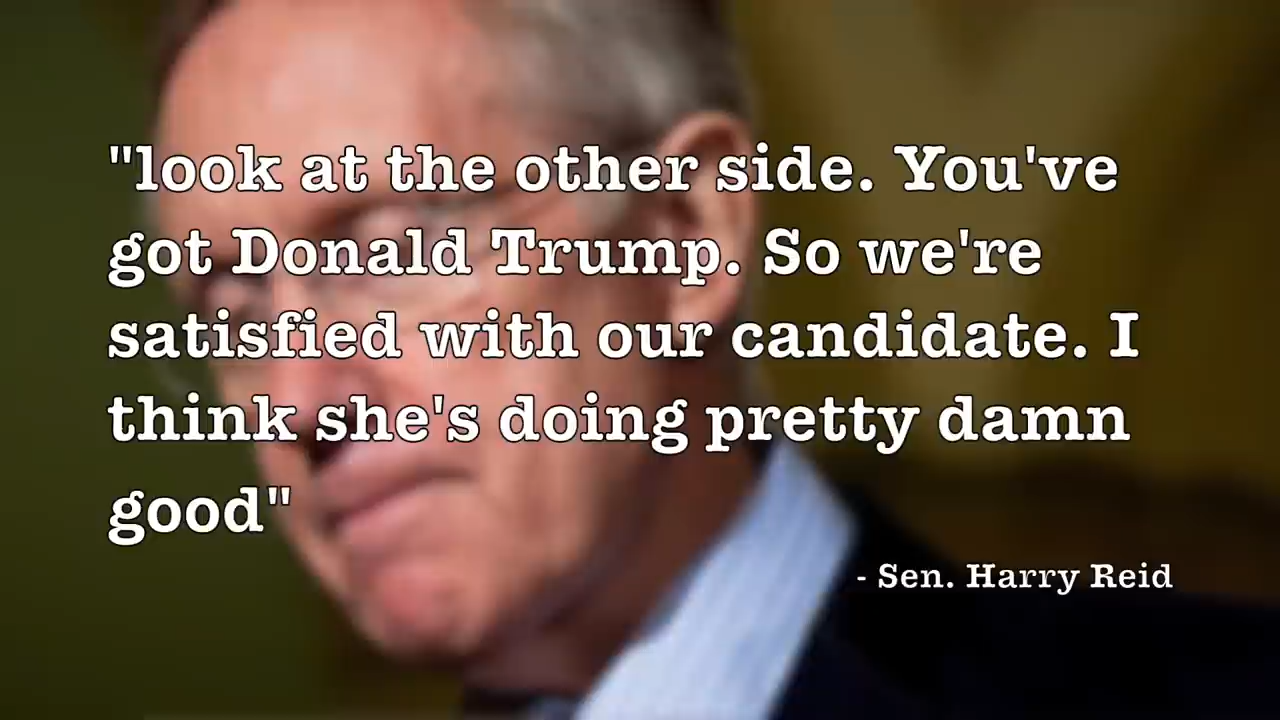 "look at the other side. You've
got Donald Trump. So we're
satisfied with our candidate. I
think she's doing pretty damn
good"
- Sen. Harry Reid